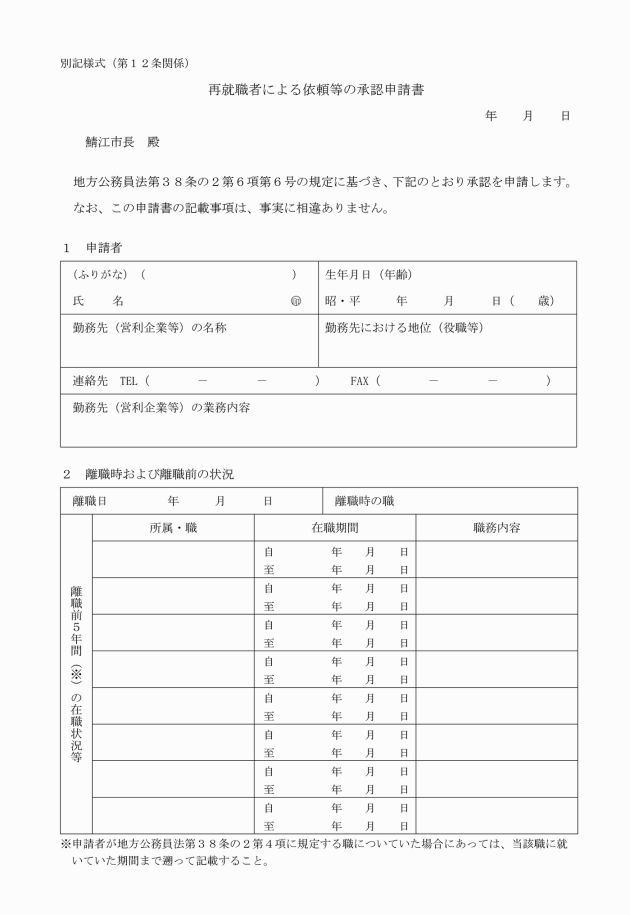 別記様式（第１２条関係）
再就職者による依頼等の承認申請書
年　　月　　日
鯖江市長　殿
地方公務員法第３８条の２第６項第６号の規定に基づき、下記のとおり承認を申請します。
なお、この申請書の記載事項は、事実に相違ありません。
１　申請者
（ふりがな）（　　　　　　　　　　　　）　生年月日（年齢）
氏　　名　　　　　　　　　　　　　　㊞　昭・平　　　年　　　月　　　日（　　歳）
勤務先（営利企業等）の名称　勤務先における地位（役職等）
連絡先　TEL（　　　　－　　　　－　　　　）　　FAX（　　　　－　　　　－　　　　）
勤務先（営利企業等）の業務内容
２　離職時および離職前の状況
離職日　　　　　年　　　月　　　日　離職時の職
離職前５年間（※）の在職状況等
所属・職　在職期間　職務内容
自　　　　　年　　月　　日
至　　　　　年　　月　　日
自　　　　　年　　月　　日
至　　　　　年　　月　　日
自　　　　　年　　月　　日
至　　　　　年　　月　　日
自　　　　　年　　月　　日
至　　　　　年　　月　　日
自　　　　　年　　月　　日
至　　　　　年　　月　　日
自　　　　　年　　月　　日
至　　　　　年　　月　　日
自　　　　　年　　月　　日
至　　　　　年　　月　　日
自　　　　　年　　月　　日
至　　　　　年　　月　　日
※申請者が地方公務員法第３８条の２第４項に規定する職についていた場合にあっては、当該職に就
いていた期間まで遡って記載すること。